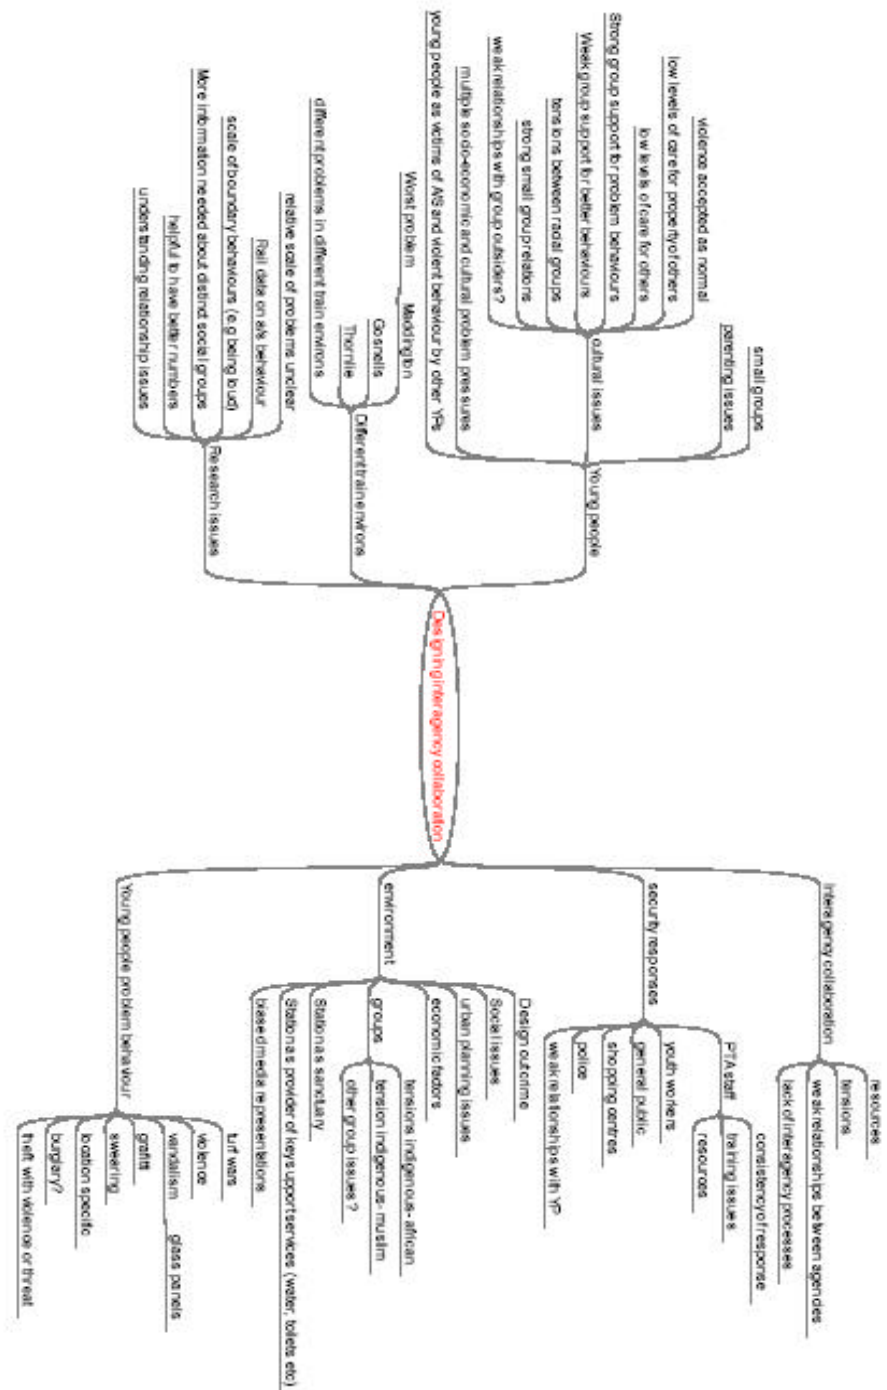 Designing interagency collaboration
Interagency collaboration
resources
tensions
weak relationships between agencies
lack of interagency processes
security responses
PTA staff
consistency of response
training issues
resources
youth workers
general public
shopping centres
police
weak relationships with YP
environment
Design out crime
Social issues
urban planning issues
economic factors
groups
tensions indigenous- african
tension indigenous- muslim
other group issues?
Station as sanctuary
Station as provider of key support services (water, toilets etc)
biased media representations
Young people problem behaviour
turf wars
violence
vandalism
glass panels
grafitti
swearing
location specific
burglary?
theft with violence or threat
Young people
small groups
parenting issues
cultural issues
violence accepted as normal
low levels of care for property of others
low levels of care for others
Strong group support for problem behaviours
Weak group support for better behaviours
tensions between racial groups
strong small group relations
weak relationships with group outsiders?
multiple socio-economic and cultural problem pressures
young people as victims of A/S and violent behaviour by other YPs
Different train environs
Maddington
Worst problem
Gosnells
Thornlie
different problems in different train environs
Research issues
relative scale of problems unclear
Rail data on a/s behaviour
scale of boundary behaviours (e.g being loud)
More information needed about distinct social groups
helpful to have better numbers
understanding relationship issues